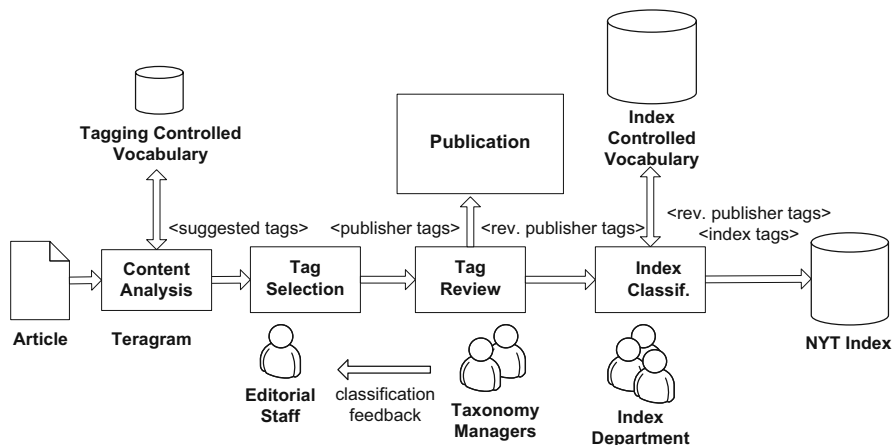 Tagging Controlled
Vocabulary
Publication
Index
Controlled
Vocabulary
<suggested tags>
<publisher tags>
<rev. publisher tags>
<rev. publisher tags>
<index tags>
Content
Analysis
Tag
Selection
Tag
Review
Index
Classif.
Article
Teragram
NYT Index
Editorial
Staff
classification
feedback
Taxonomy
Managers
Index
Department